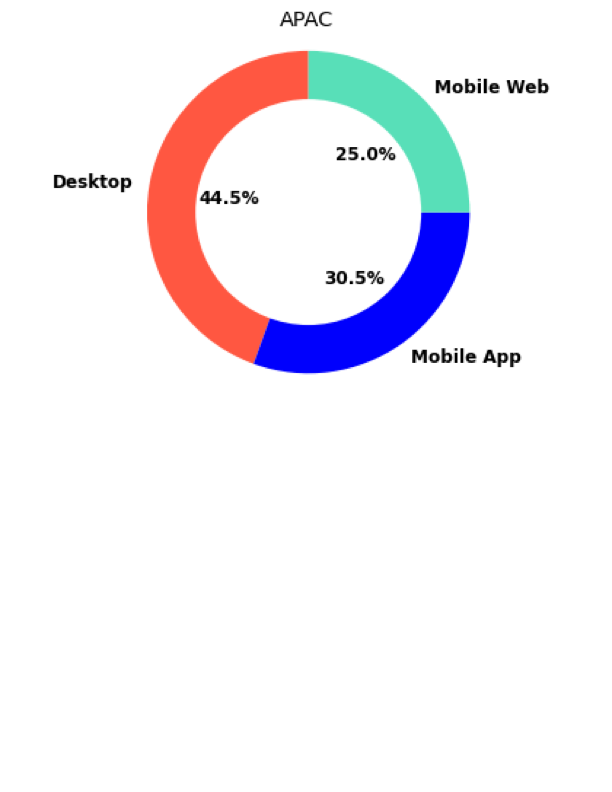 APAC
Mobile Web
25.0%
Desktop
44.5%
30.5%
Mobile App